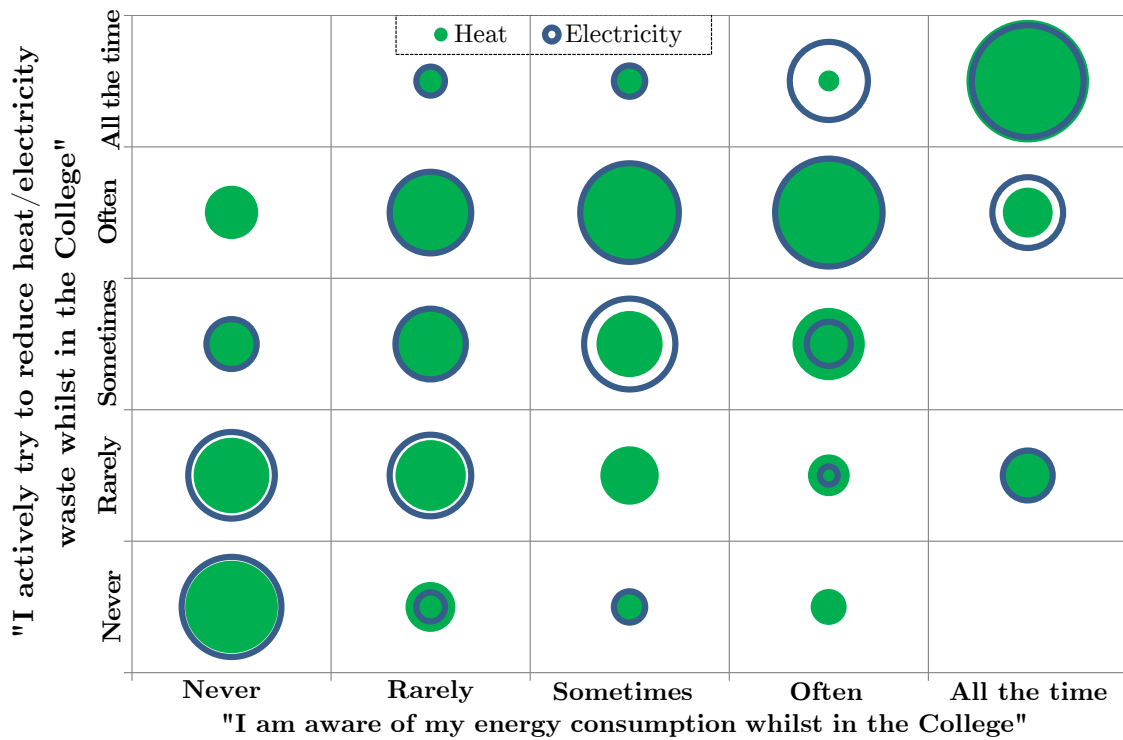 "I actively try to reduce heat/electricity
waste whilst in the College"
Heat Electricity
All the time
Often
Sometimes
Rarely
Never
Never Rarely Sometimes Often All the time
"I am aware of my energy consumption whilst in the College"